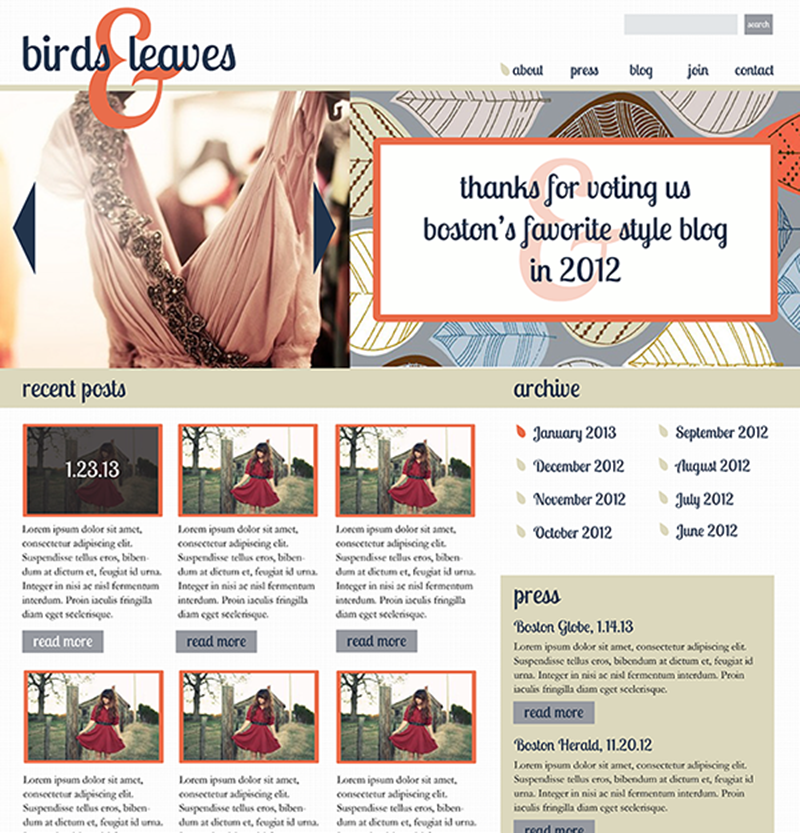 birds & leaves
search
about
press
blog
join
contact
thanks for voting us
boston's favorite style blog
in 2012
&
recent posts
1.23.13
Lorem ipsum dolor sit amet,
consectetur adipiscing elit.
Suspendisse tellus eros, biben-
dum at dictum et, feugiat id urna.
Integer in nisi ac nisl fermentum
interdum. Proin iaculis fringilla
diam eget scelerisque.
read more
Lorem ipsum dolor sit amet,
consectetur adipiscing elit.
Suspendisse tellus eros, biben-
dum at dictum et, feugiat id urna.
Integer in nisi ac nisl fermentum
interdum. Proin iaculis fringilla
diam eget scelerisque.
read more
Lorem ipsum dolor sit amet,
consectetur adipiscing elit.
Suspendisse tellus eros, biben-
dum at dictum et, feugiat id urna.
Integer in nisi ac nisl fermentum
interdum. Proin iaculis fringilla
diam eget scelerisque.
read more
Lorem ipsum dolor sit amet,
consectetur adipiscing elit.
Suspendisse tellus eros, biben-
dum at dictum et, feugiat id urna.
Lorem ipsum dolor sit amet,
consectetur adipiscing elit.
Suspendisse tellus eros, biben-
dum at dictum et, feugiat id urna.
Lorem ipsum dolor sit amet,
consectetur adipiscing elit.
Suspendisse tellus eros, biben-
dum at dictum et, feugiat id urna.
archive
January 2013
December 2012
November 2012
October 2012
September 2012
August 2012
July 2012
June 2012
press
Boston Globe, 1.14.13
Lorem ipsum dolor sit amet, consectetur adipiscing elit.
Suspendisse tellus eros, bibendum at dictum et, feugiat id
urna. Integer in nisi ac nisl fermentum interdum. Proin
iaculis fringilla diam eget scelerisque.
read more
Boston Herald, 11.20.12
Lorem ipsum dolor sit amet, consectetur adipiscing elit.
Suspendisse tellus eros, bibendum at dictum et, feugiat id
urna. Integer in nisi ac nisl fermentum interdum. Proin
iaculis fringilla diam eget scelerisque.
read more